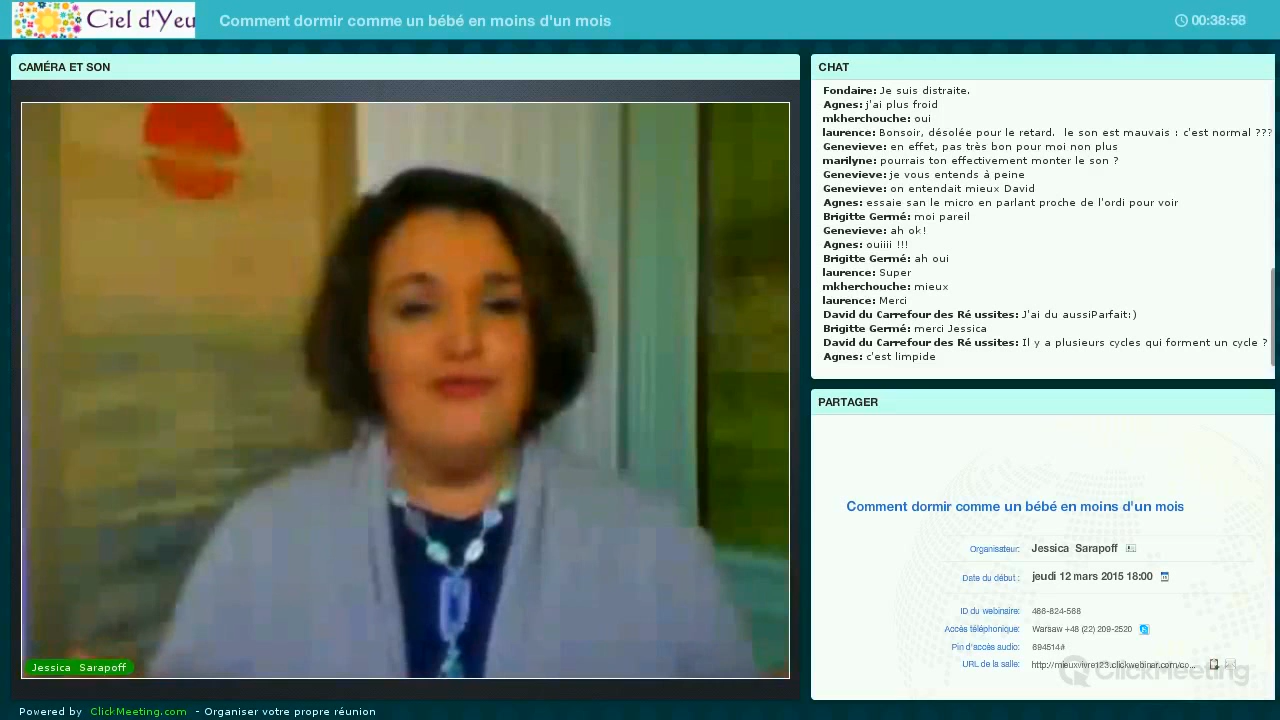 Ciel d'Yeu
Comment dormir comme un bébé en moins d'un mois
00:38:58
CAMÉRA ET SON
Jessica Sarapoff
CHAT
Fondaire: Je suis distraite.
Agnes: j'ai plus froid
mkherchouche: oui
laurence: Bonsoir, désolée pour le retard. le son est mauvais : c'est normal ???
Genevieve: en effet, pas très bon pour moi non plus
marilyne: pourrais ton effectivement monter le son ?
Genevieve: je vous entends à peine
Genevieve: on entendait mieux David
Agnes: essaie san le micro en parlant proche de l'ordi pour voir
Brigitte Germé: moi pareil
Genevieve: ah ok!
Agnes: ouiiii !!!
Brigitte Germé: ah oui
laurence: Super
mkherchouche: mieux
laurence: Merci
David du Carrefour des Ré ussites: J'ai du aussiParfait:)
Brigitte Germé: merci Jessica
David du Carrefour des Ré ussites: Il y a plusieurs cycles qui forment un cycle ?
Agnes: c'est limpide
PARTAGER
Comment dormir comme un bébé en moins d'un mois
Organisateur: Jessica Sarapoff
Date du début : jeudi 12 mars 2015 18:00
ID du webinaire: 486-824-568
Accès téléphonique: Warsaw +48 (22) 209-2520
Pin d'accès audio: 894514#
URL de la salle: http://mieuxvivre123.clickwebinar.com/co...
ClickMeeting
Powered by ClickMeeting.com - Organiser votre propre réunion